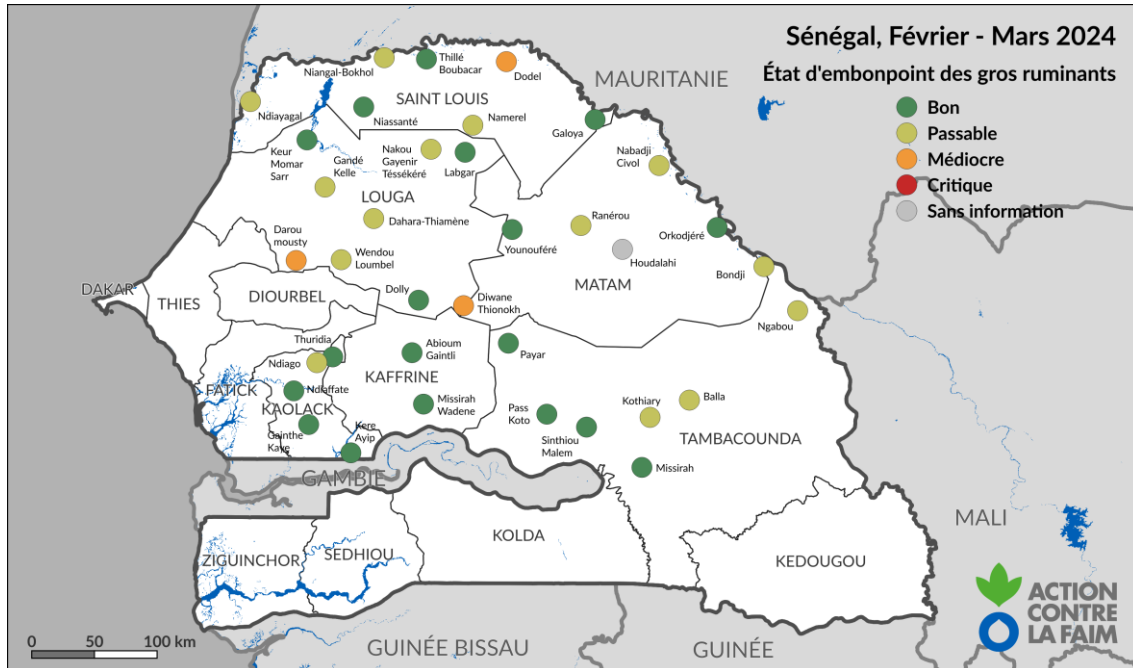 Sénégal, Février - Mars 2024
État d'embonpoint des gros ruminants
Bon
Passable
Médiocre
Critique
Sans information
MAURITANIE
Niangal-Bokhol
Thillé
Boubacar
Dodel
SAINT LOUIS
Ndiayagal
Niassanté
Namerel
Galoya
Keur
Momar
Sarr
Gandé
Kelle
Nakou
Gayenir
Téssékéré
Labgar
Nabadji
Civol
LOUGA
Dahara-Thiamène
Ranérou
Younouféré
Houdalahi
Orkodjéré
Darou
mousty
Wendou
Loumbel
Bondji
MATAM
DAKAR
THIES
DIOURBEL
Dolly
Diwane
Thionokh
Ngabou
Thuridia
Ndiago
Abioum
Gaintli
Payar
KAFFRINE
FATICK
Ndiaffate
KAOLACK
Missirah
Wadene
Balla
Kothiary
Pass
Koto
Gainthe
Kaye
Kere
Ayip
Sinthiou
Malem
TAMBACOUNDA
Missirah
GAMBIE
MALI
KOLDA
ZIGUINCHOR
SEDHIOU
KEDOUGOU
0 50 100 km
GUINÉE BISSAU
GUINÉE
ACTION
CONTRE
LA FAIM